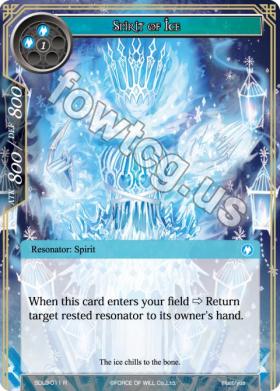 Spirit of Ice
1
ATK 800 / DEF 800
fowtcg.us
Resonator: Spirit
When this card enters your field ⇨ Return
target rested resonator to its owner's hand.
The ice chills to the bone.
©FORCE OF WILL Co.,Ltd.